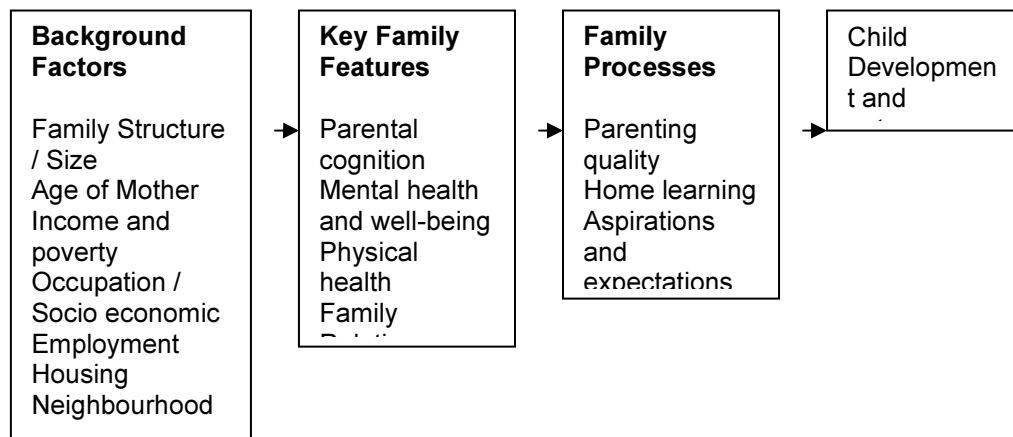 Background
Factors
Family Structure
/ Size
Age of Mother
Income and
poverty
Occupation /
Socio economic
Employment
Housing
Neighbourhood
Key Family
Features
Parental
cognition
Mental health
and well-being
Physical
health
Family
Family
Processes
Parenting
quality
Home learning
Aspirations
and
expectations
Child
Developmen
t and